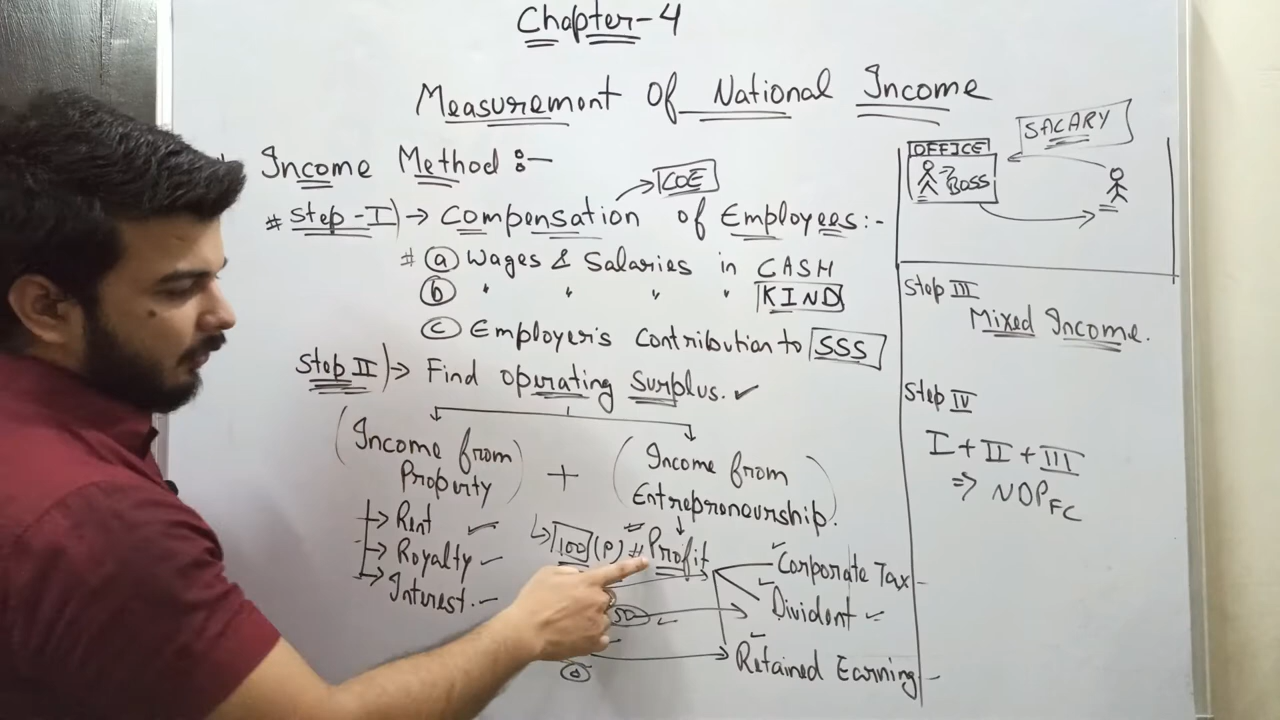 Chapter-4
Measurement Of National Income
Income Method :-
# Step-I) → Compensation of Employees:-
→ COE
# (a) Wages & Salaries in CASH
(b) " " " " KIND
(c) Employer's Contribution to SSS
Step II) → Find operating Surplus. ✓
(Income from Property) + (Income from Entrepreneurship).
→ Rent ✓
→ Royalty ✓
→ Interest. -
↳ 100 (P) # Profit
Corporate Tax -
50 ✓ → Divident ✓
→ Retained Earning -
SALARY
OFFICE
BOSS
Step III
Mixed Income.
Step IV
I + II + III
⇒ NDP FC